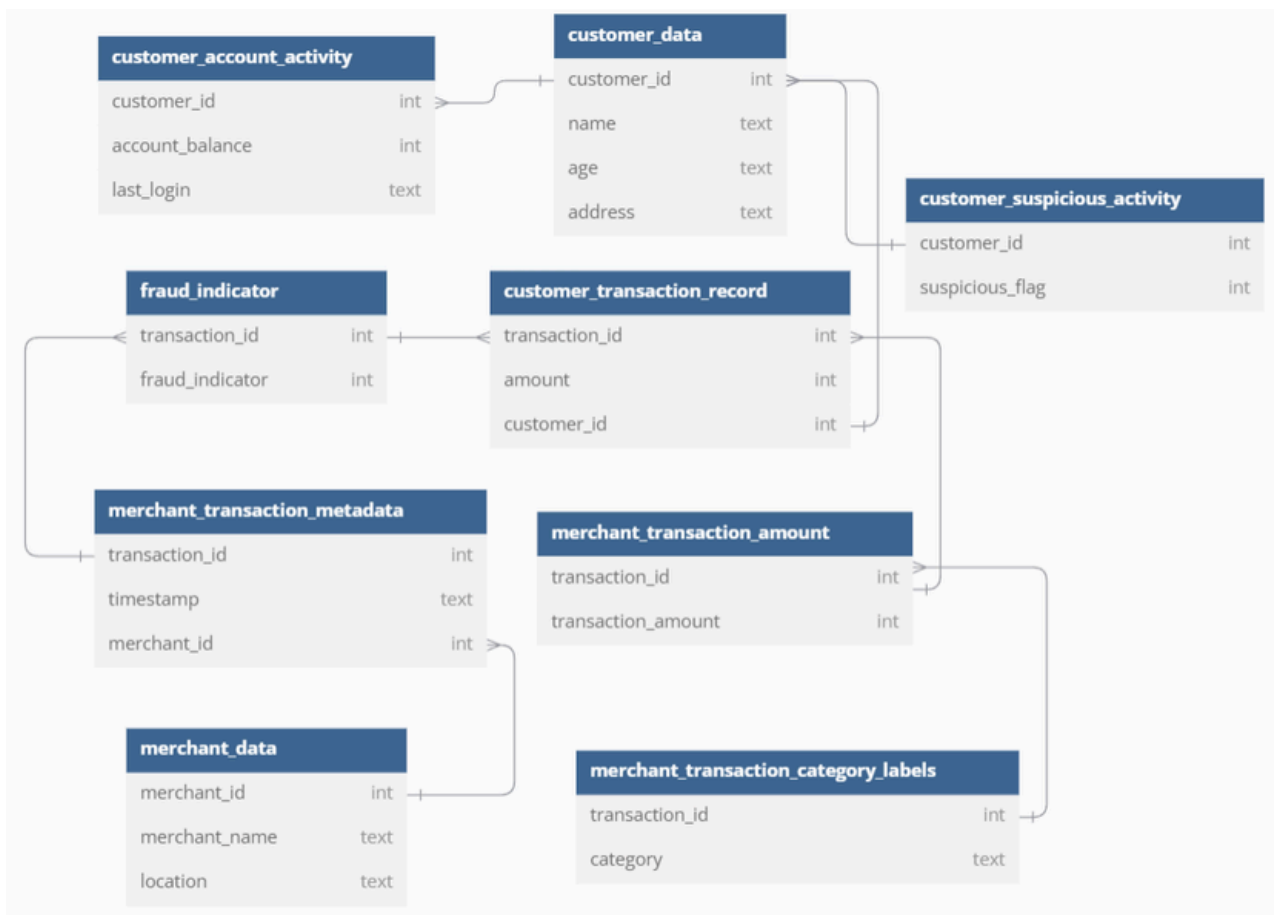 customer_account_activity
customer_id int
account_balance int
last_login text
customer_data
customer_id int
name text
age text
address text
customer_suspicious_activity
customer_id int
suspicious_flag int
fraud_indicator
transaction_id int
fraud_indicator int
customer_transaction_record
transaction_id int
amount int
customer_id int
merchant_transaction_metadata
transaction_id int
timestamp text
merchant_id int
merchant_transaction_amount
transaction_id int
transaction_amount int
merchant_data
merchant_id int
merchant_name text
location text
merchant_transaction_category_labels
transaction_id int
category text